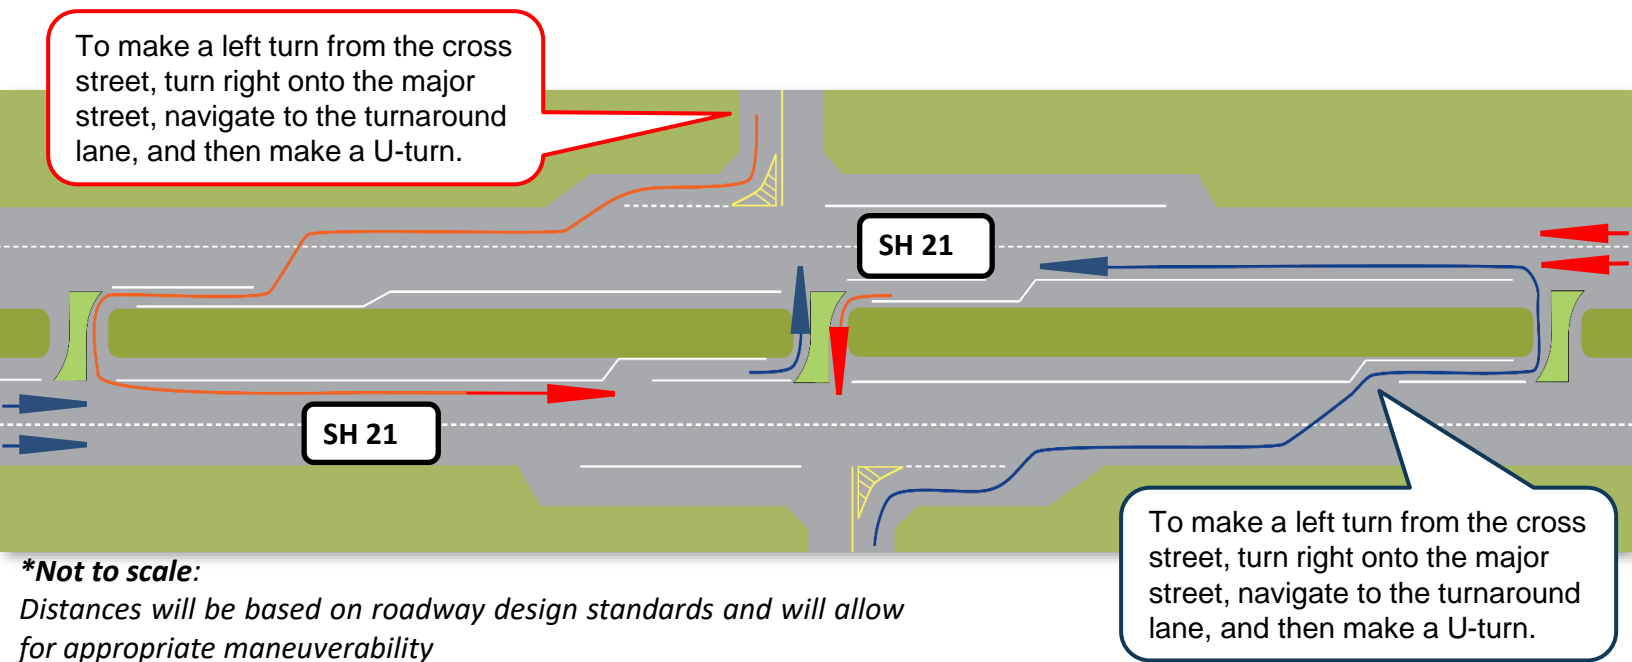 To make a left turn from the cross
street, turn right onto the major
street, navigate to the turnaround
lane, and then make a U-turn.
SH 21
SH 21
To make a left turn from the cross
street, turn right onto the major
street, navigate to the turnaround
lane, and then make a U-turn.
*Not to scale:
Distances will be based on roadway design standards and will allow
for appropriate maneuverability